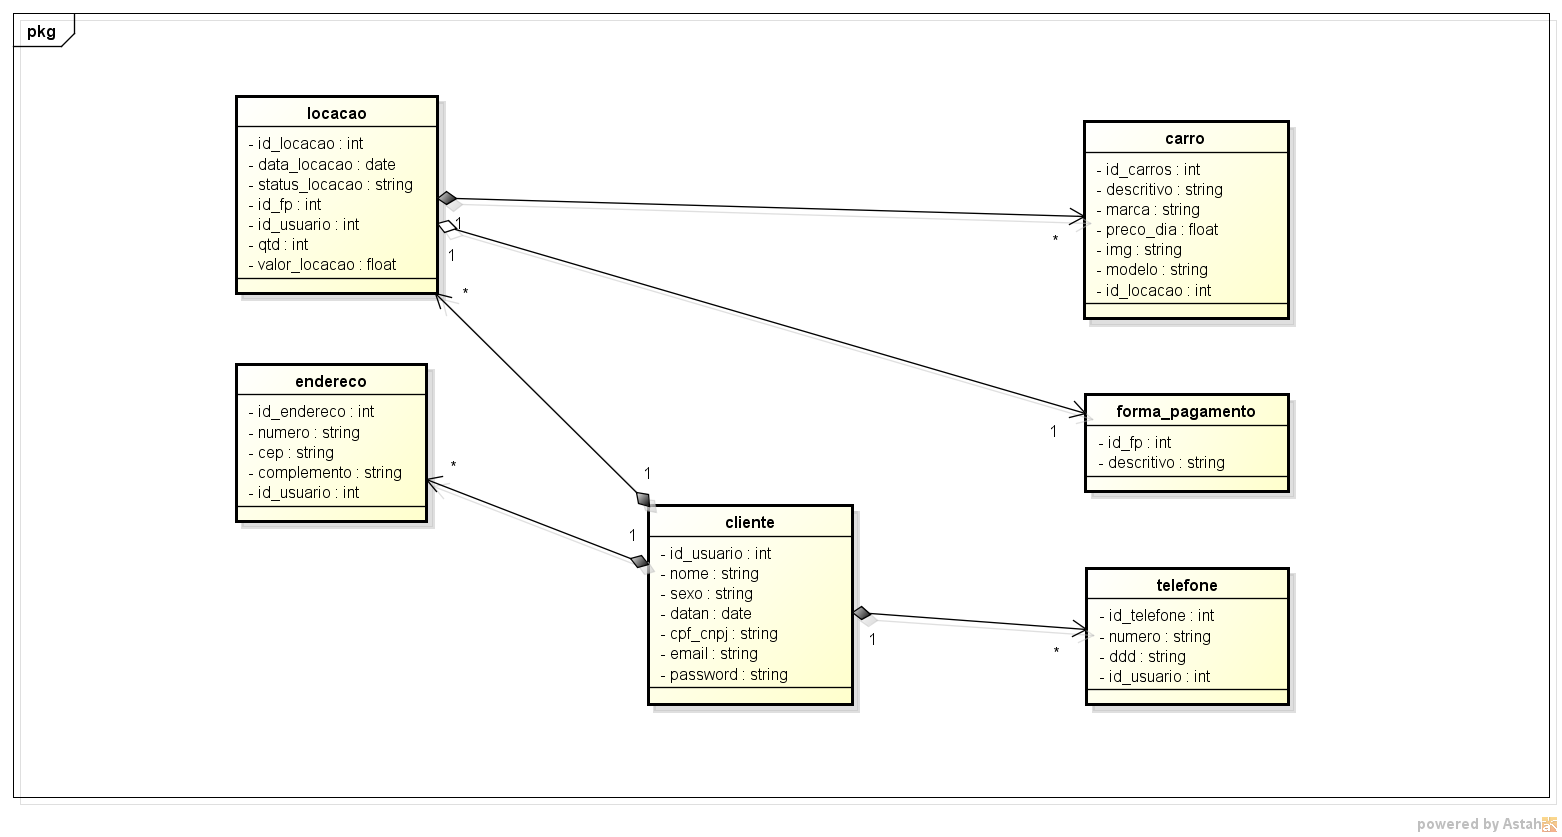 pkg
locacao
- id_locacao : int
- data_locacao : date
- status_locacao : string
- id_fp : int
- id_usuario : int
- qtd : int
- valor_locacao : float
carro
- id_carros : int
- descritivo : string
- marca : string
- preco_dia : float
- img : string
- modelo : string
- id_locacao : int
1
*
1
*
endereco
- id_endereco : int
- numero : string
- cep : string
- complemento : string
- id_usuario : int
forma_pagamento
- id_fp : int
- descritivo : string
1
*
1
1
cliente
- id_usuario : int
- nome : string
- sexo : string
- datan : date
- cpf_cnpj : string
- email : string
- password : string
telefone
- id_telefone : int
- numero : string
- ddd : string
- id_usuario : int
1
*
powered by Astah